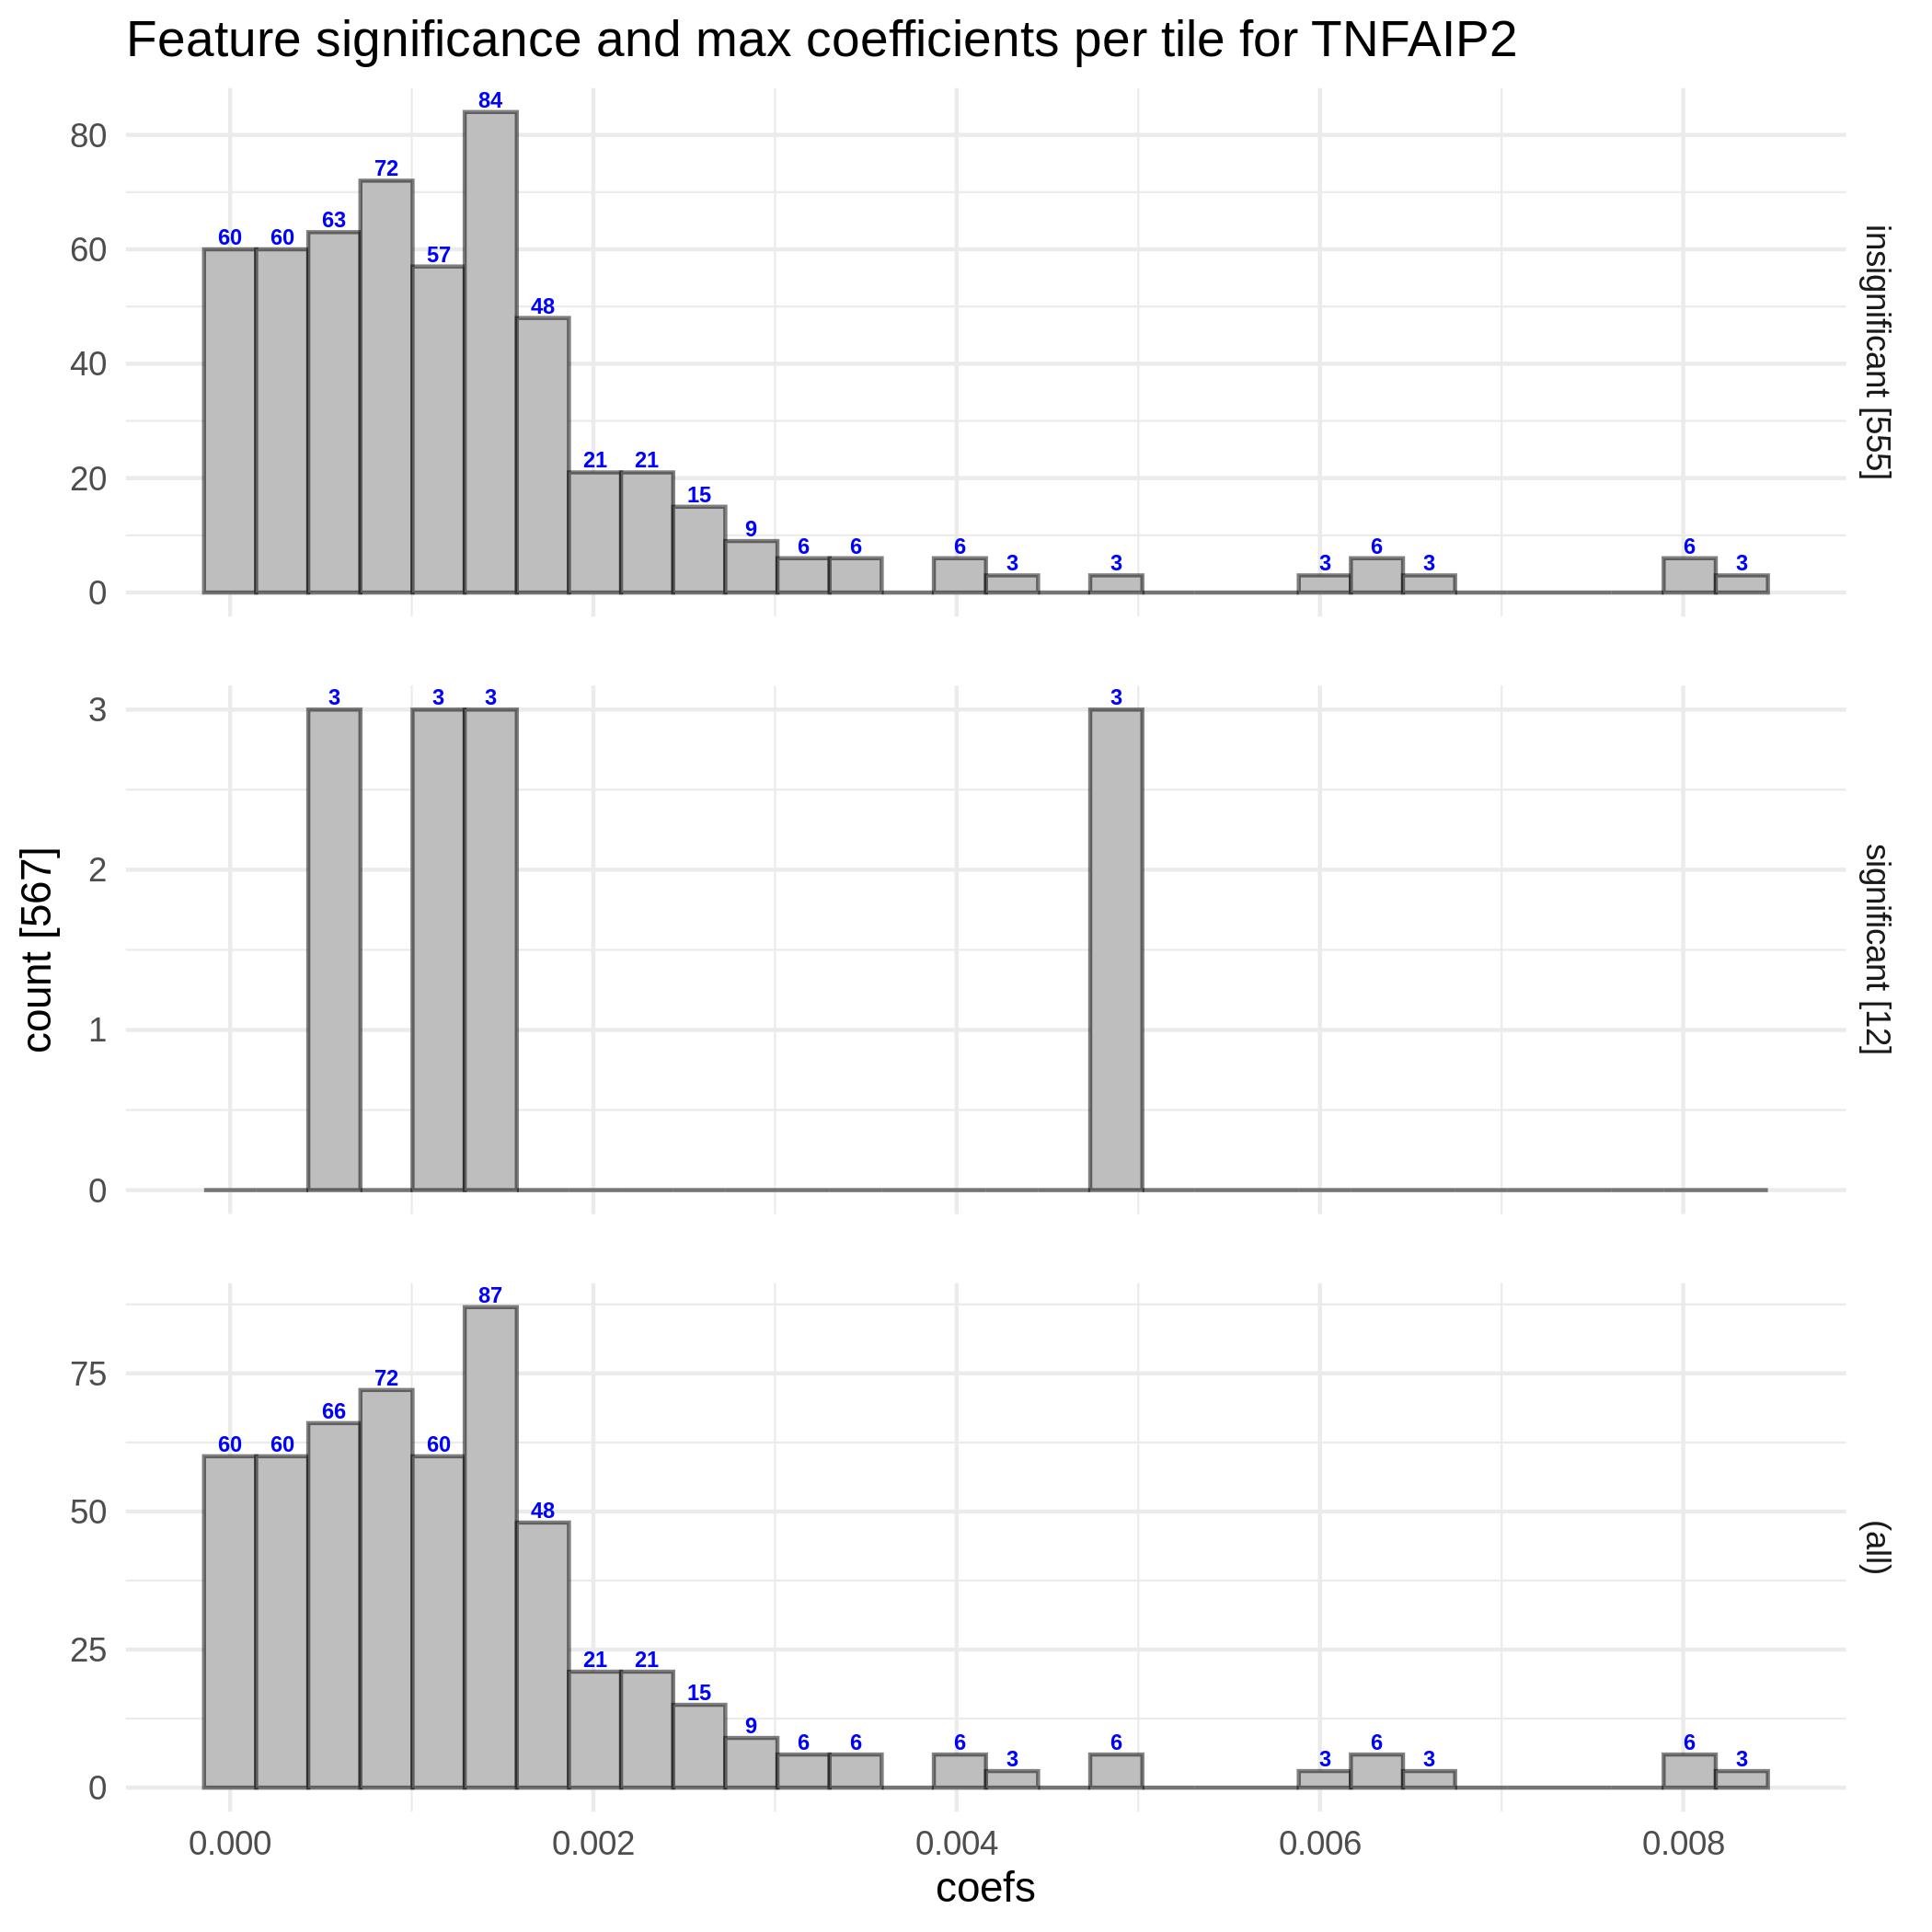 Feature significance and max coefficients per tile for TNFAIP2
84
80
72
63
60 60
60
57
48
40
21 21
20
15
9
6 6 6 3 3 3 6 3 6 3
0
insignificant [555]
3 3 3 3
3
2
1
0
significant [12]
count [567]
87
75
72
66
60 60 60
50
48
25
21 21
15
9
6 6 6 3 6 3 6 3 6 3
0
(all)
0.000 0.002 0.004 0.006 0.008
coefs